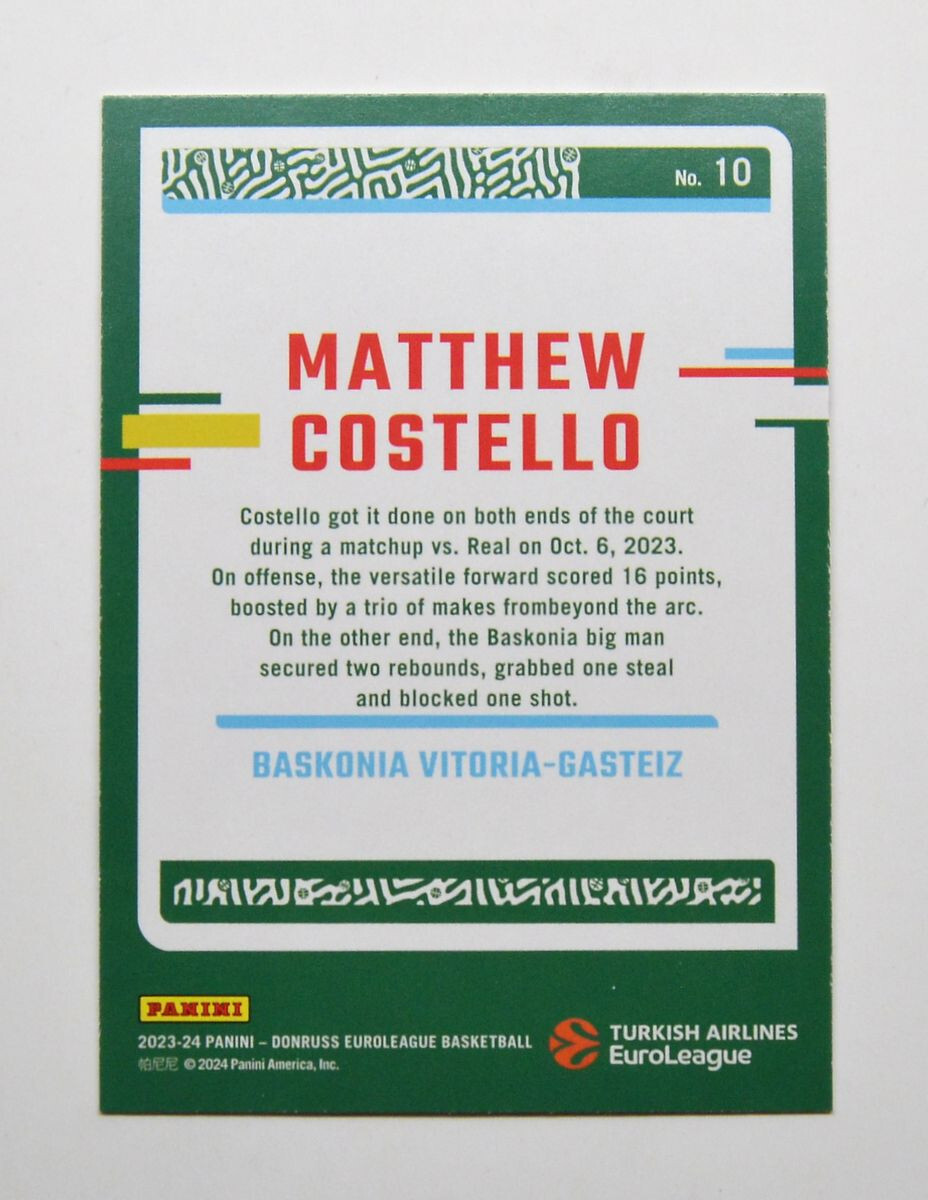 No. 10
MATTHEW
COSTELLO
Costello got it done on both ends of the court
during a matchup vs. Real on Oct. 6, 2023.
On offense, the versatile forward scored 16 points,
boosted by a trio of makes frombeyond the arc.
On the other end, the Baskonia big man
secured two rebounds, grabbed one steal
and blocked one shot.
BASKONIA VITORIA-GASTEIZ
PANINI
2023-24 PANINI – DONRUSS EUROLEAGUE BASKETBALL
帕尼尼 © 2024 Panini America, Inc.
TURKISH AIRLINES
EuroLeague